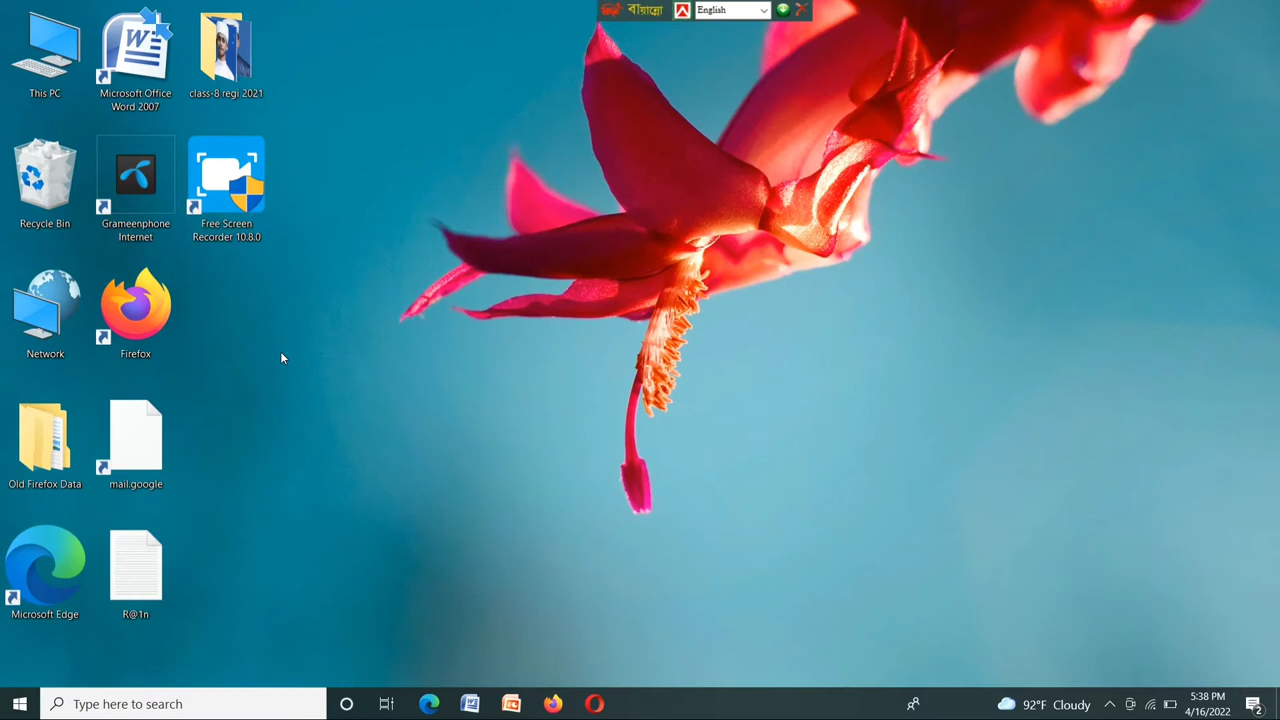 বায়ান্নো
English
This PC
Microsoft Office
Word 2007
class-8 regi 2021
Recycle Bin
Grameenphone
Internet
Free Screen
Recorder 10.8.0
Network
Firefox
Old Firefox Data
mail.google
Microsoft Edge
R@1n
Type here to search
92°F Cloudy
5:38 PM
4/16/2022
2